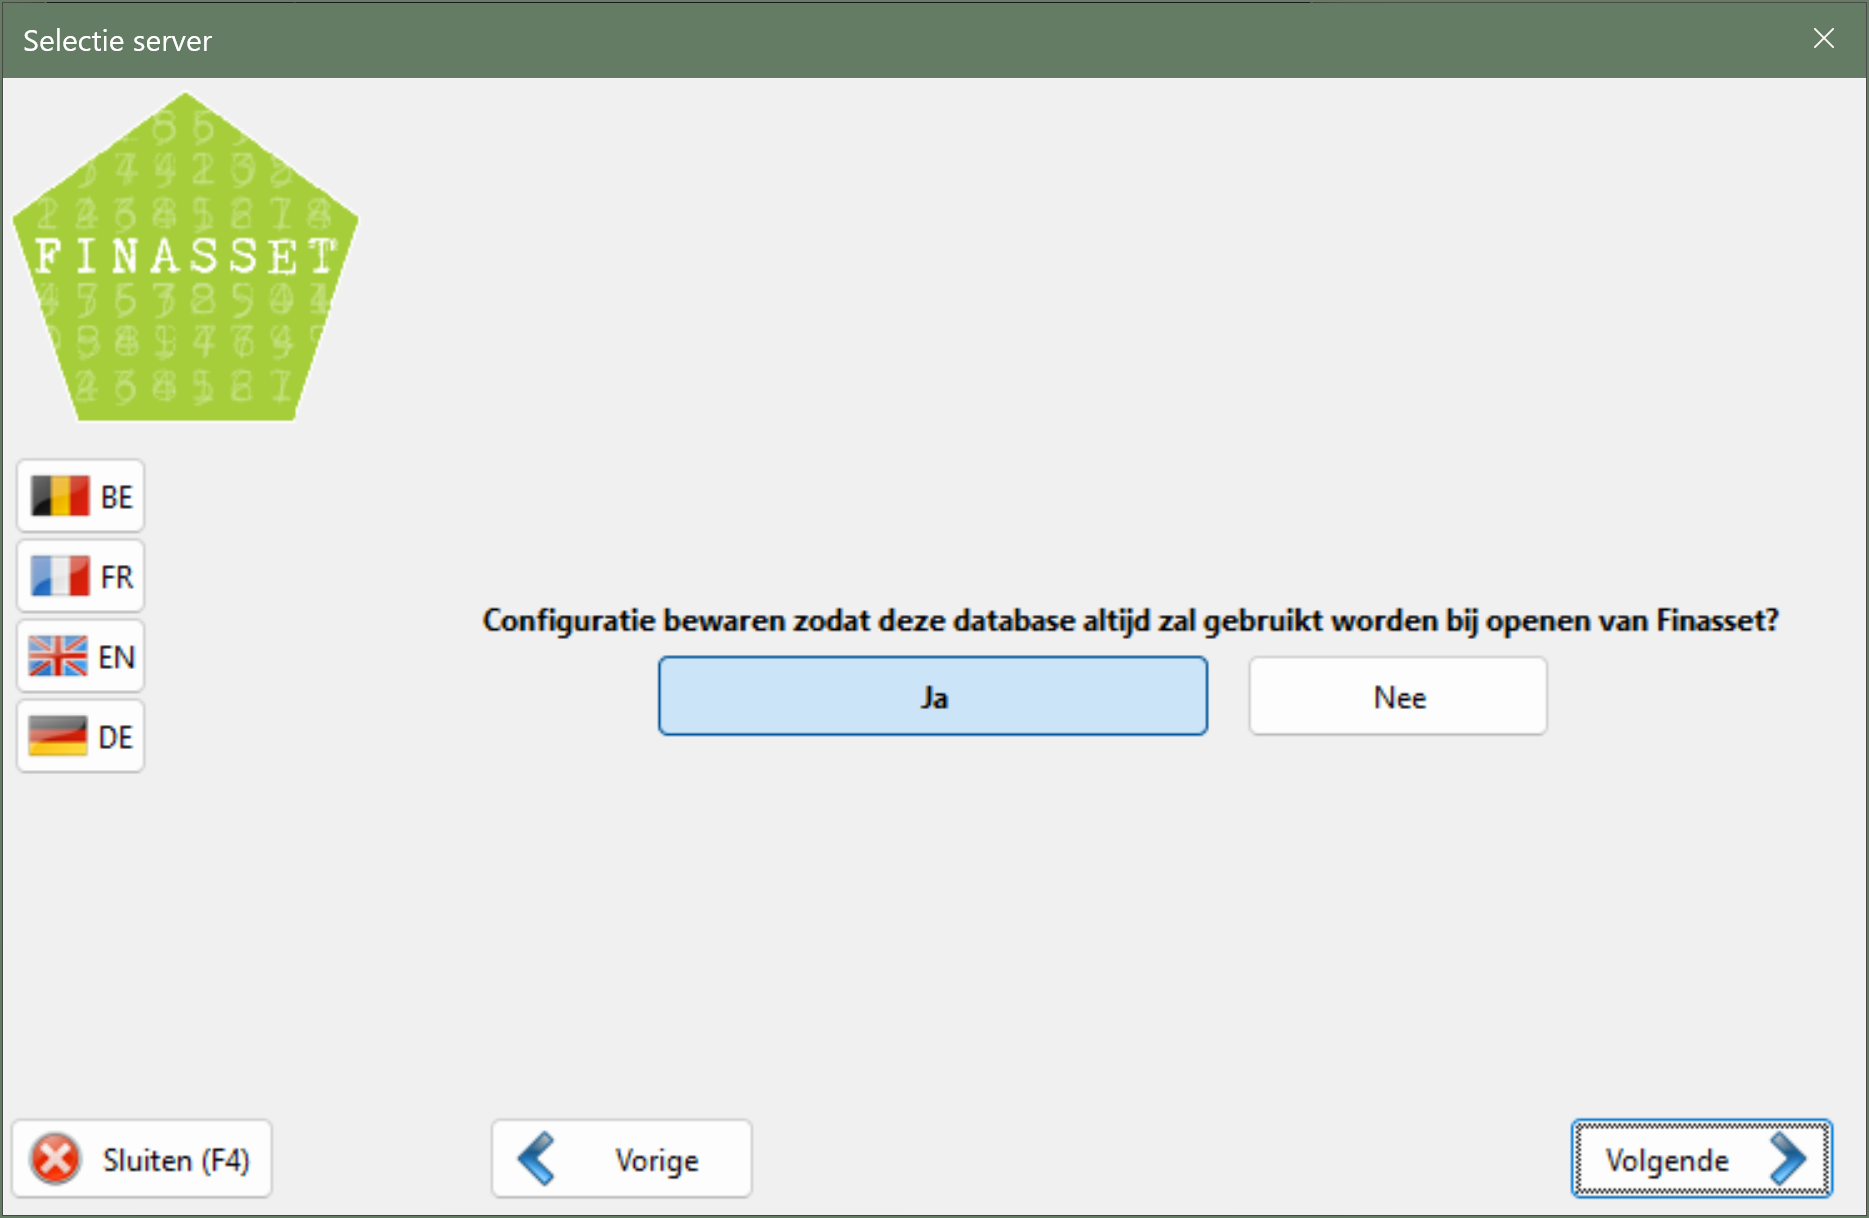 Selectie server
FINASSET
BE
FR
EN
DE
Configuratie bewaren zodat deze database altijd zal gebruikt worden bij openen van Finasset?
Ja
Nee
Sluiten (F4)
Vorige
Volgende